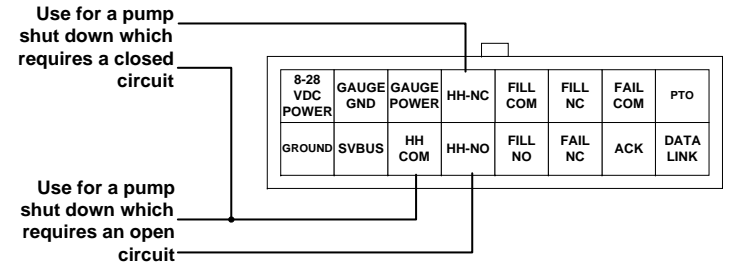 Use for a pump
shut down which
requires a closed
circuit
8-28
VDC
POWER
GAUGE
GND
GAUGE
POWER
HH-NC
FILL
COM
FILL
NC
FAIL
COM
PTO
GROUND
SVBUS
HH
COM
HH-NO
FILL
NO
FAIL
NC
ACK
DATA
LINK
Use for a pump
shut down which
requires an open
circuit